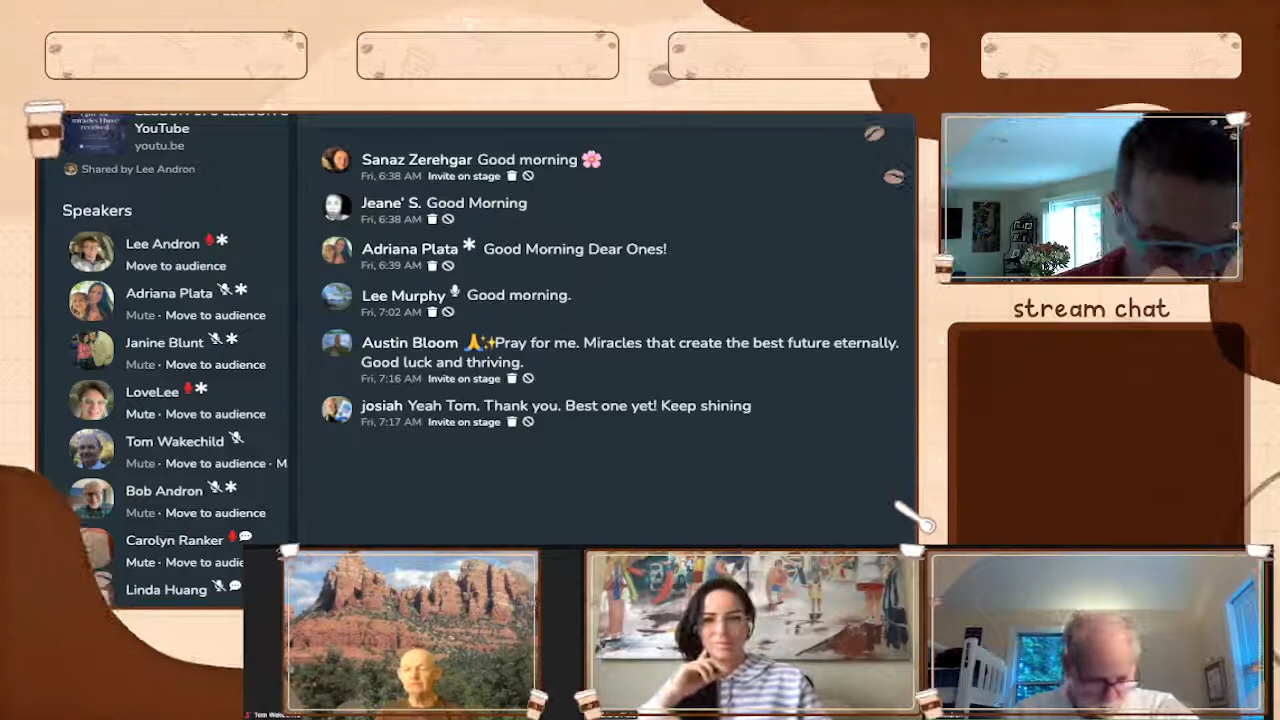 YouTube
youtu.be
Shared by Lee Andron
Speakers
Lee Andron
Move to audience
Adriana Plata
Mute · Move to audience
Janine Blunt
Mute · Move to audience
LoveLee
Mute · Move to audience
Tom Wakechild
Mute · Move to audience · M
Bob Andron
Mute · Move to audience
Carolyn Ranker
Mute · Move to audie
Linda Huang
Sanaz Zerehgar Good morning 🌸
Fri, 6:38 AM Invite on stage
Jeane' S. Good Morning
Fri, 6:38 AM
Adriana Plata * Good Morning Dear Ones!
Fri, 6:39 AM
Lee Murphy Good morning.
Fri, 7:02 AM
Austin Bloom 🙏✨Pray for me. Miracles that create the best future eternally.
Good luck and thriving.
Fri, 7:16 AM Invite on stage
josiah Yeah Tom. Thank you. Best one yet! Keep shining
Fri, 7:17 AM Invite on stage
stream chat